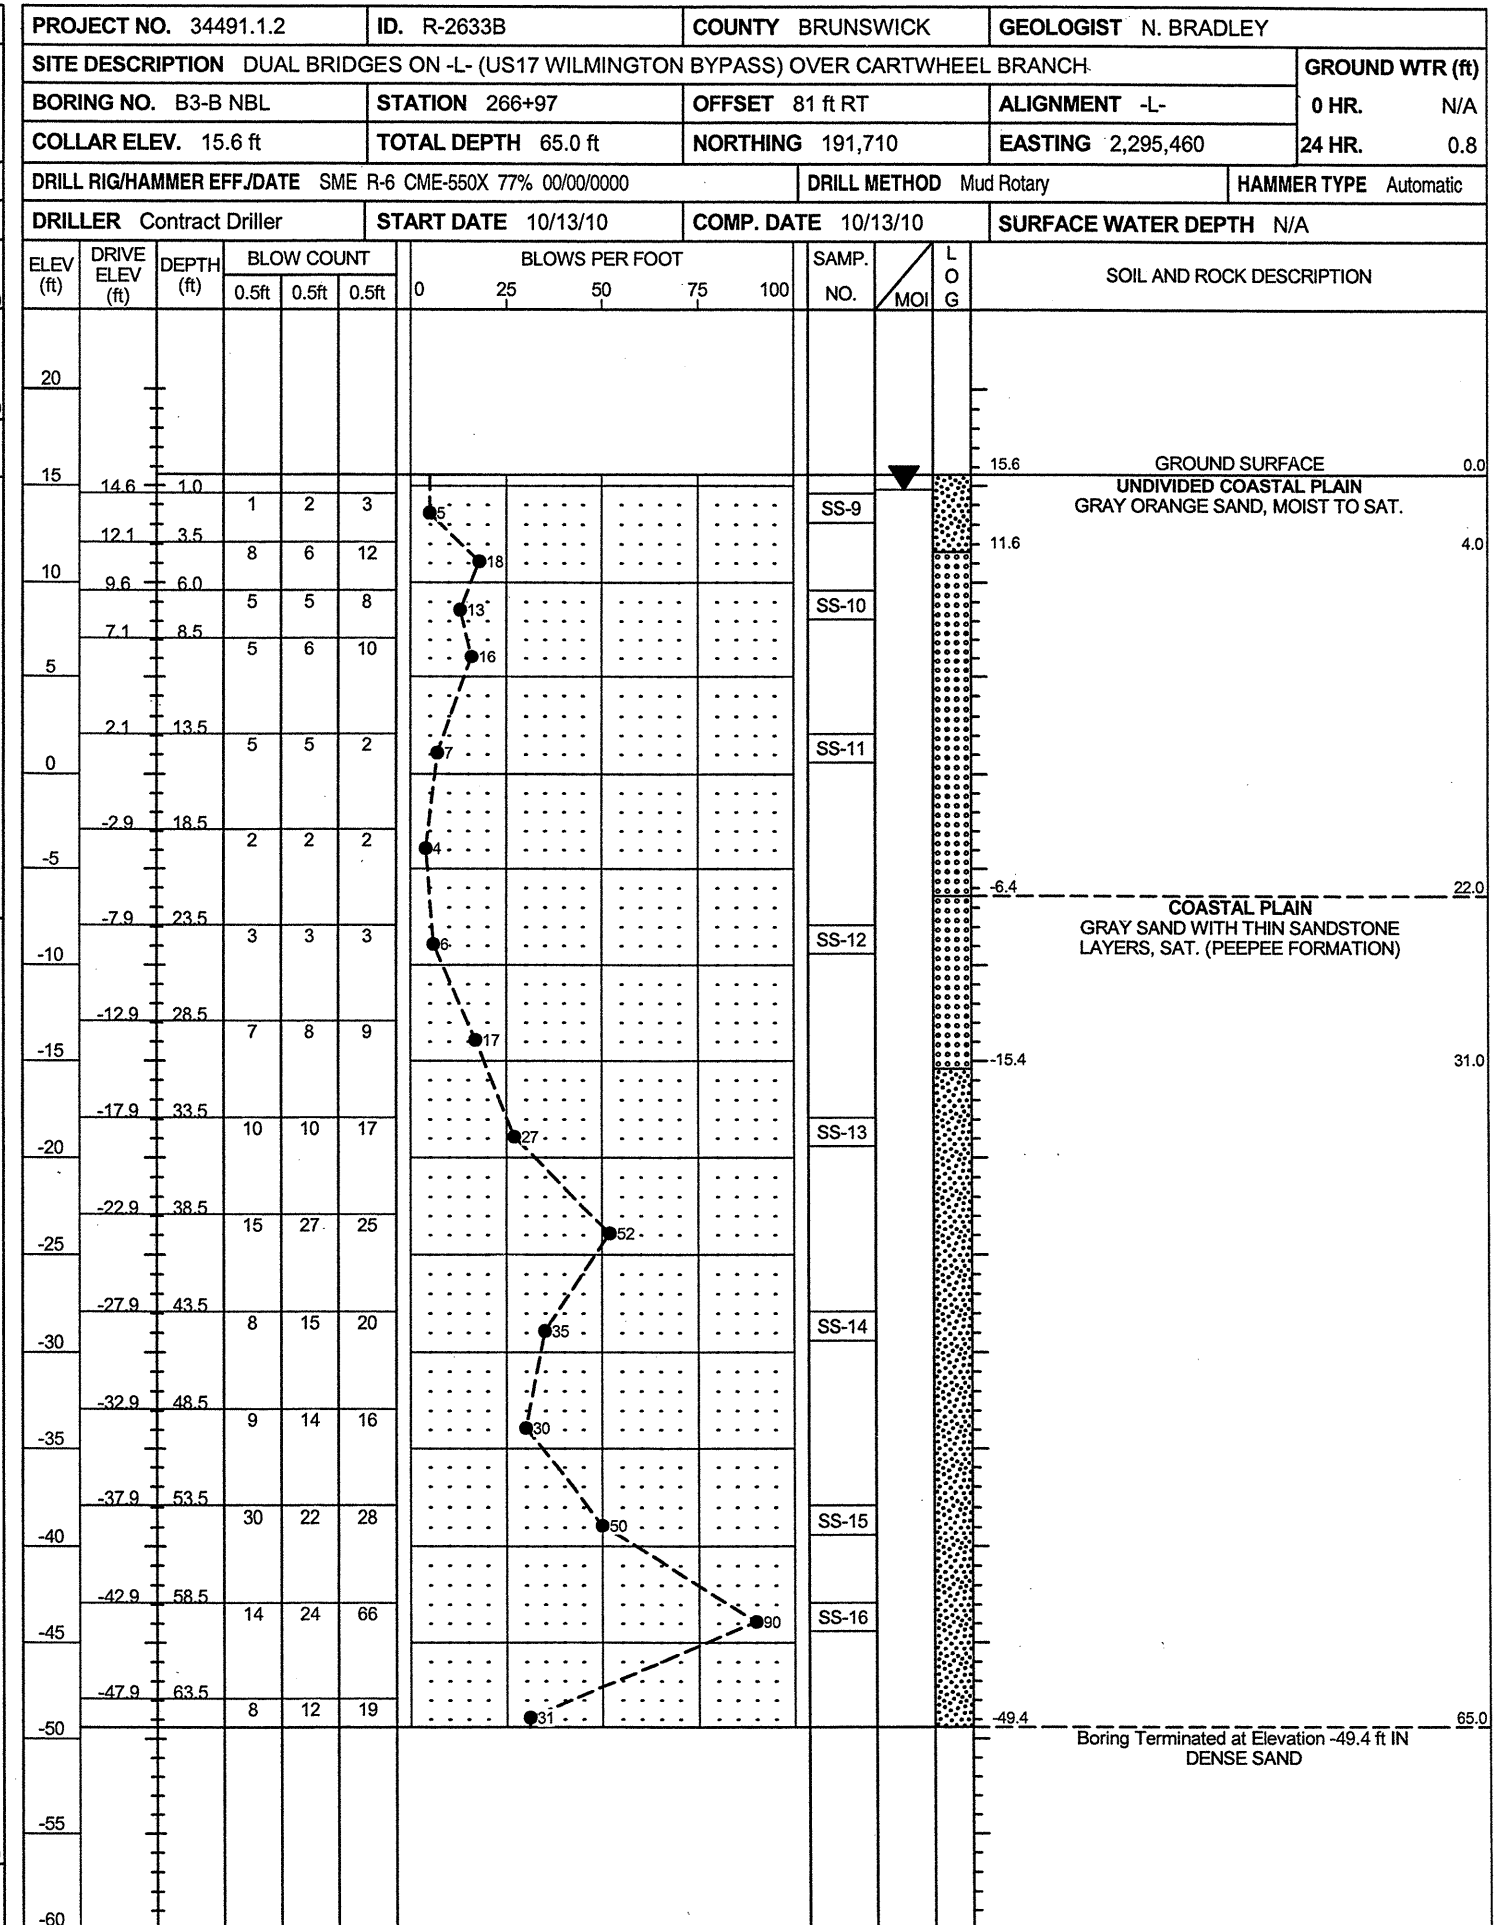 PROJECT NO. 34491.1.2 ID. R-2633B COUNTY BRUNSWICK GEOLOGIST N. BRADLEY
SITE DESCRIPTION DUAL BRIDGES ON -L- (US17 WILMINGTON BYPASS) OVER CARTWHEEL BRANCH GROUND WTR (ft)
BORING NO. B3-B NBL STATION 266+97 OFFSET 81 ft RT ALIGNMENT -L- 0 HR. N/A
COLLAR ELEV. 15.6 ft TOTAL DEPTH 65.0 ft NORTHING 191,710 EASTING 2,295,460 24 HR. 0.8
DRILL RIG/HAMMER EFF./DATE SME R-6 CME-550X 77% 00/00/0000 DRILL METHOD Mud Rotary HAMMER TYPE Automatic
DRILLER Contract Driller START DATE 10/13/10 COMP. DATE 10/13/10 SURFACE WATER DEPTH N/A
ELEV (ft) DRIVE ELEV (ft) DEPTH (ft) BLOW COUNT BLOWS PER FOOT SAMP. NO. MOI LOG SOIL AND ROCK DESCRIPTION
0.5ft 0.5ft 0.5ft 0 25 50 75 100
20
15.6 GROUND SURFACE 0.0
15
14.6 1.0 UNDIVIDED COASTAL PLAIN
1 2 3 5 SS-9 GRAY ORANGE SAND, MOIST TO SAT.
12.1 3.5 11.6 4.0
8 6 12 18
10
9.6 6.0
5 5 8 13 SS-10
7.1 8.5
5 6 10 16
5
2.1 13.5
5 5 2 7 SS-11
0
-2.9 18.5
2 2 2 4
-5
-6.4 22.0
COASTAL PLAIN
-7.9 23.5 GRAY SAND WITH THIN SANDSTONE
3 3 3 6 SS-12 LAYERS, SAT. (PEEPEE FORMATION)
-10
-12.9 28.5
7 8 9 17
-15
-15.4 31.0
-17.9 33.5
10 10 17 27 SS-13
-20
-22.9 38.5
15 27 25 52
-25
-27.9 43.5
8 15 20 35 SS-14
-30
-32.9 48.5
9 14 16 30
-35
-37.9 53.5
30 22 28 50 SS-15
-40
-42.9 58.5
14 24 66 90 SS-16
-45
-47.9 63.5
8 12 19 31
-49.4 65.0
-50
Boring Terminated at Elevation -49.4 ft IN
DENSE SAND
-55
-60